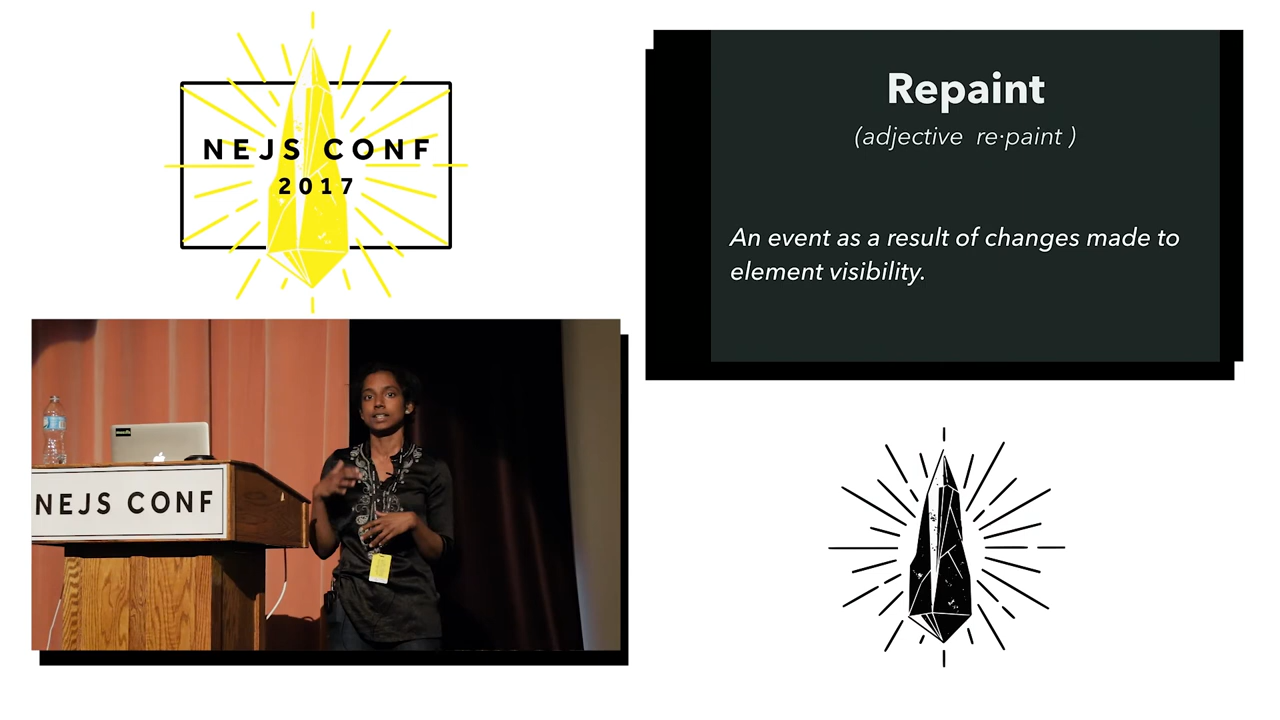 NEJS CONF
2017
Repaint
(adjective re·paint )
An event as a result of changes made to
element visibility.
NEJS CONF